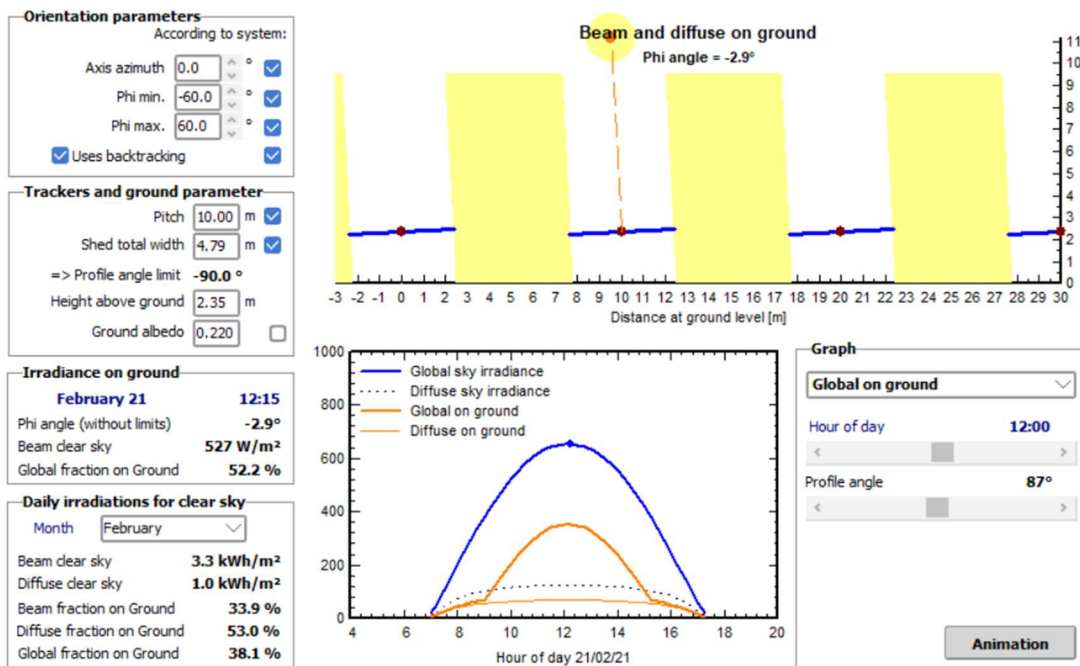 Orientation parameters
According to system:
Axis azimuth 0.0 °
Phi min. -60.0 °
Phi max. 60.0 °
Uses backtracking
Trackers and ground parameter
Pitch 10.00 m
Shed total width 4.79 m
=> Profile angle limit -90.0 °
Height above ground 2.35 m
Ground albedo 0.220
Irradiance on ground
February 21 12:15
Phi angle (without limits) -2.9°
Beam clear sky 527 W/m²
Global fraction on Ground 52.2 %
Daily irradiations for clear sky
Month February
Beam clear sky 3.3 kWh/m²
Diffuse clear sky 1.0 kWh/m²
Beam fraction on Ground 33.9 %
Diffuse fraction on Ground 53.0 %
Global fraction on Ground 38.1 %
Beam and diffuse on ground
Phi angle = -2.9°
11
10
9
8
7
6
5
4
3
2
1
0
-3 -2 -1 0 1 2 3 4 5 6 7 8 9 10 11 12 13 14 15 16 17 18 19 20 21 22 23 24 25 26 27 28 29 30
Distance at ground level [m]
1000
800
600
400
200
0
Global sky irradiance
Diffuse sky irradiance
Global on ground
Diffuse on ground
4 6 8 10 12 14 16 18 20
Hour of day 21/02/21
Graph
Global on ground
Hour of day 12:00
Profile angle 87°
Animation